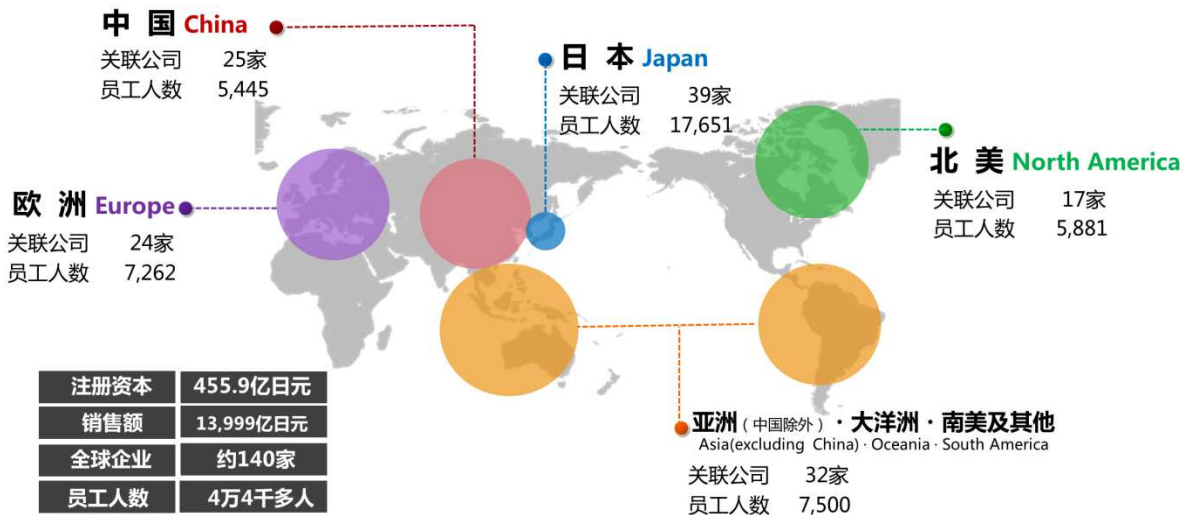 中国 China
关联公司 25家
员工人数 5,445
日本 Japan
关联公司 39家
员工人数 17,651
北美 North America
关联公司 17家
员工人数 5,881
欧洲 Europe
关联公司 24家
员工人数 7,262
注册资本 455.9亿日元
销售额 13,999亿日元
全球企业 约140家
员工人数 4万4千多人
亚洲（中国除外）·大洋洲·南美及其他
Asia(excluding China)·Oceania·South America
关联公司 32家
员工人数 7,500